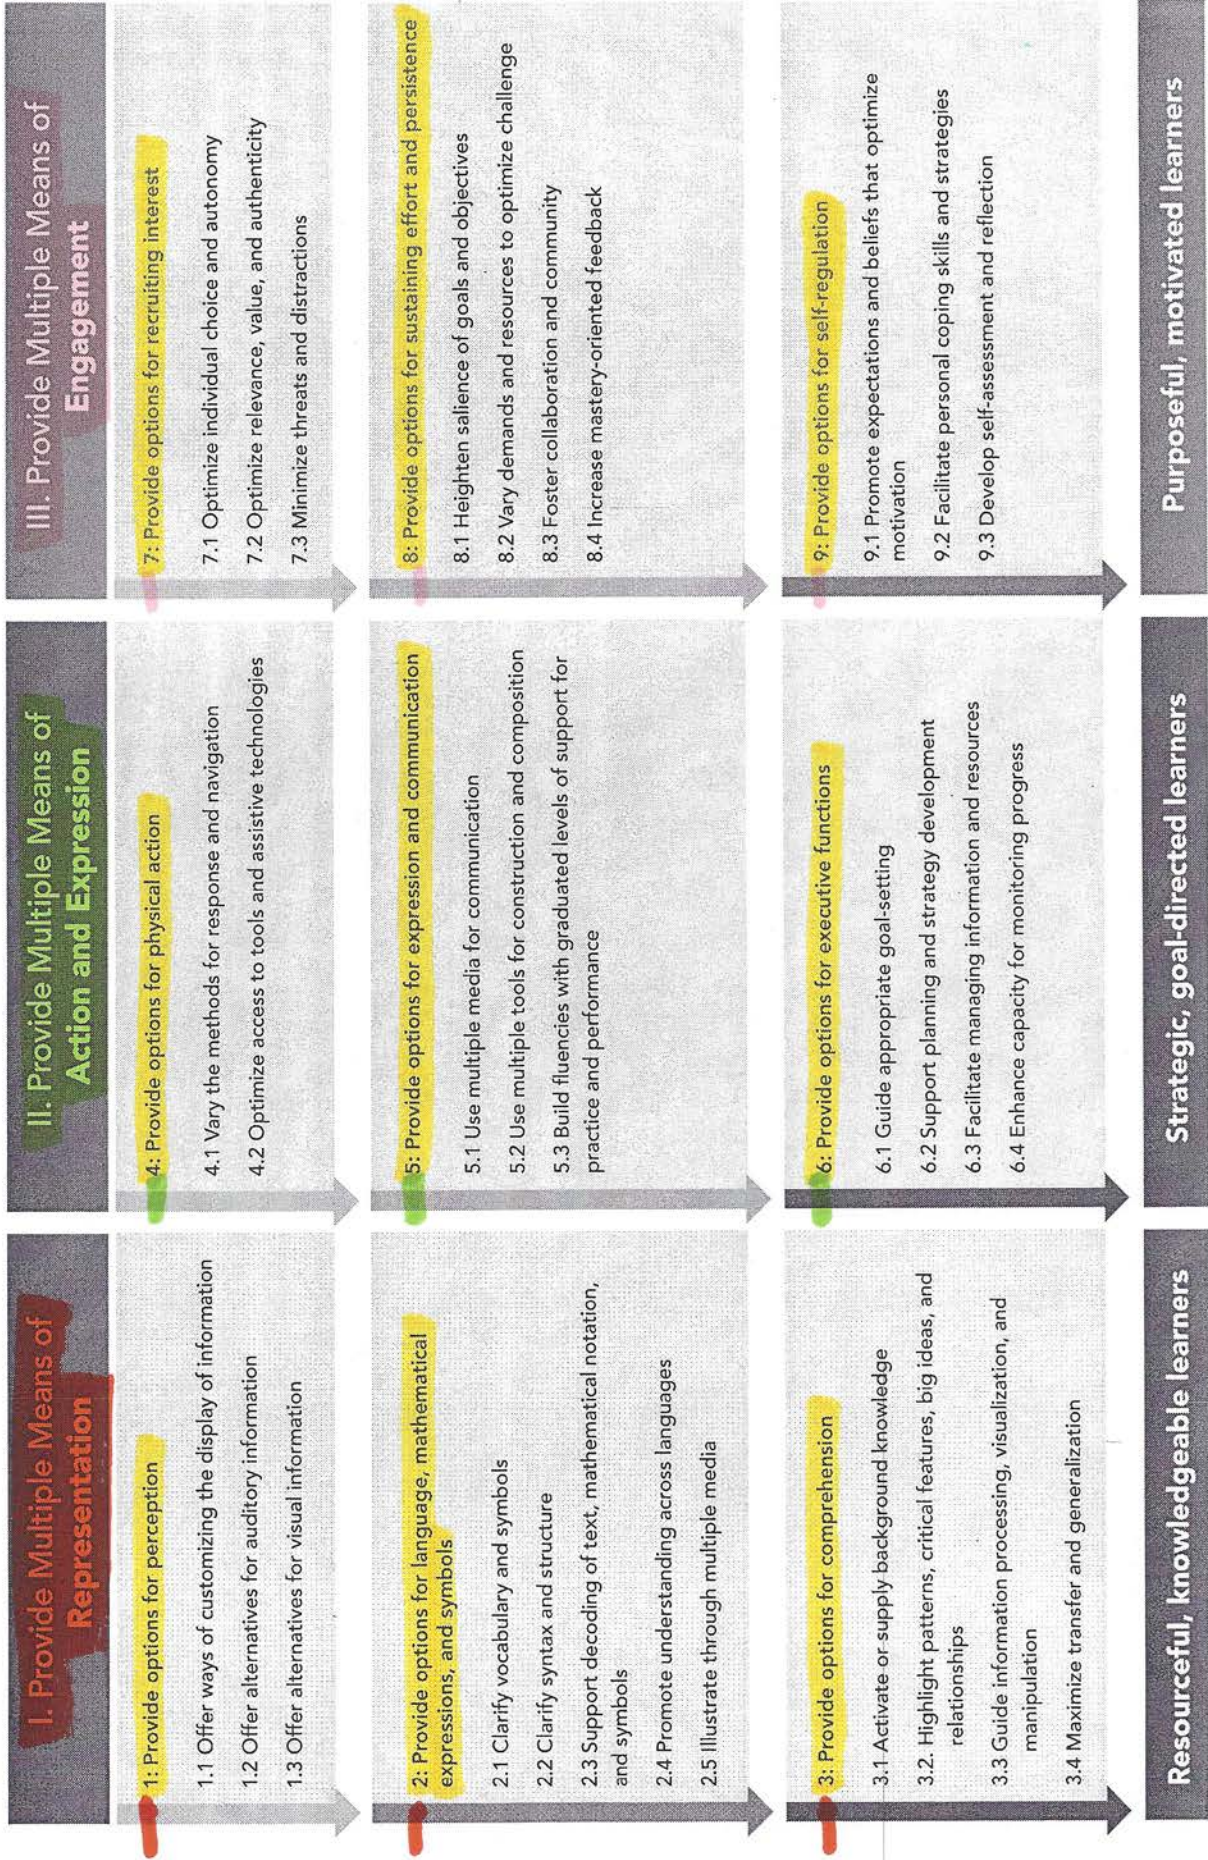 I. Provide Multiple Means of
Representation
1: Provide options for perception
1.1 Offer ways of customizing the display of information
1.2 Offer alternatives for auditory information
1.3 Offer alternatives for visual information
2: Provide options for language, mathematical
expressions, and symbols
2.1 Clarify vocabulary and symbols
2.2 Clarify syntax and structure
2.3 Support decoding of text, mathematical notation,
and symbols
2.4 Promote understanding across languages
2.5 Illustrate through multiple media
3: Provide options for comprehension
3.1 Activate or supply background knowledge
3.2. Highlight patterns, critical features, big ideas, and
relationships
3.3 Guide information processing, visualization, and
manipulation
3.4 Maximize transfer and generalization
Resourceful, knowledgeable learners
II. Provide Multiple Means of
Action and Expression
4: Provide options for physical action
4.1 Vary the methods for response and navigation
4.2 Optimize access to tools and assistive technologies
5: Provide options for expression and communication
5.1 Use multiple media for communication
5.2 Use multiple tools for construction and composition
5.3 Build fluencies with graduated levels of support for
practice and performance
6: Provide options for executive functions
6.1 Guide appropriate goal-setting
6.2 Support planning and strategy development
6.3 Facilitate managing information and resources
6.4 Enhance capacity for monitoring progress
Strategic, goal-directed learners
III. Provide Multiple Means of
Engagement
7: Provide options for recruiting interest
7.1 Optimize individual choice and autonomy
7.2 Optimize relevance, value, and authenticity
7.3 Minimize threats and distractions
8: Provide options for sustaining effort and persistence
8.1 Heighten salience of goals and objectives
8.2 Vary demands and resources to optimize challenge
8.3 Foster collaboration and community
8.4 Increase mastery-oriented feedback
9: Provide options for self-regulation
9.1 Promote expectations and beliefs that optimize
motivation
9.2 Facilitate personal coping skills and strategies
9.3 Develop self-assessment and reflection
Purposeful, motivated learners